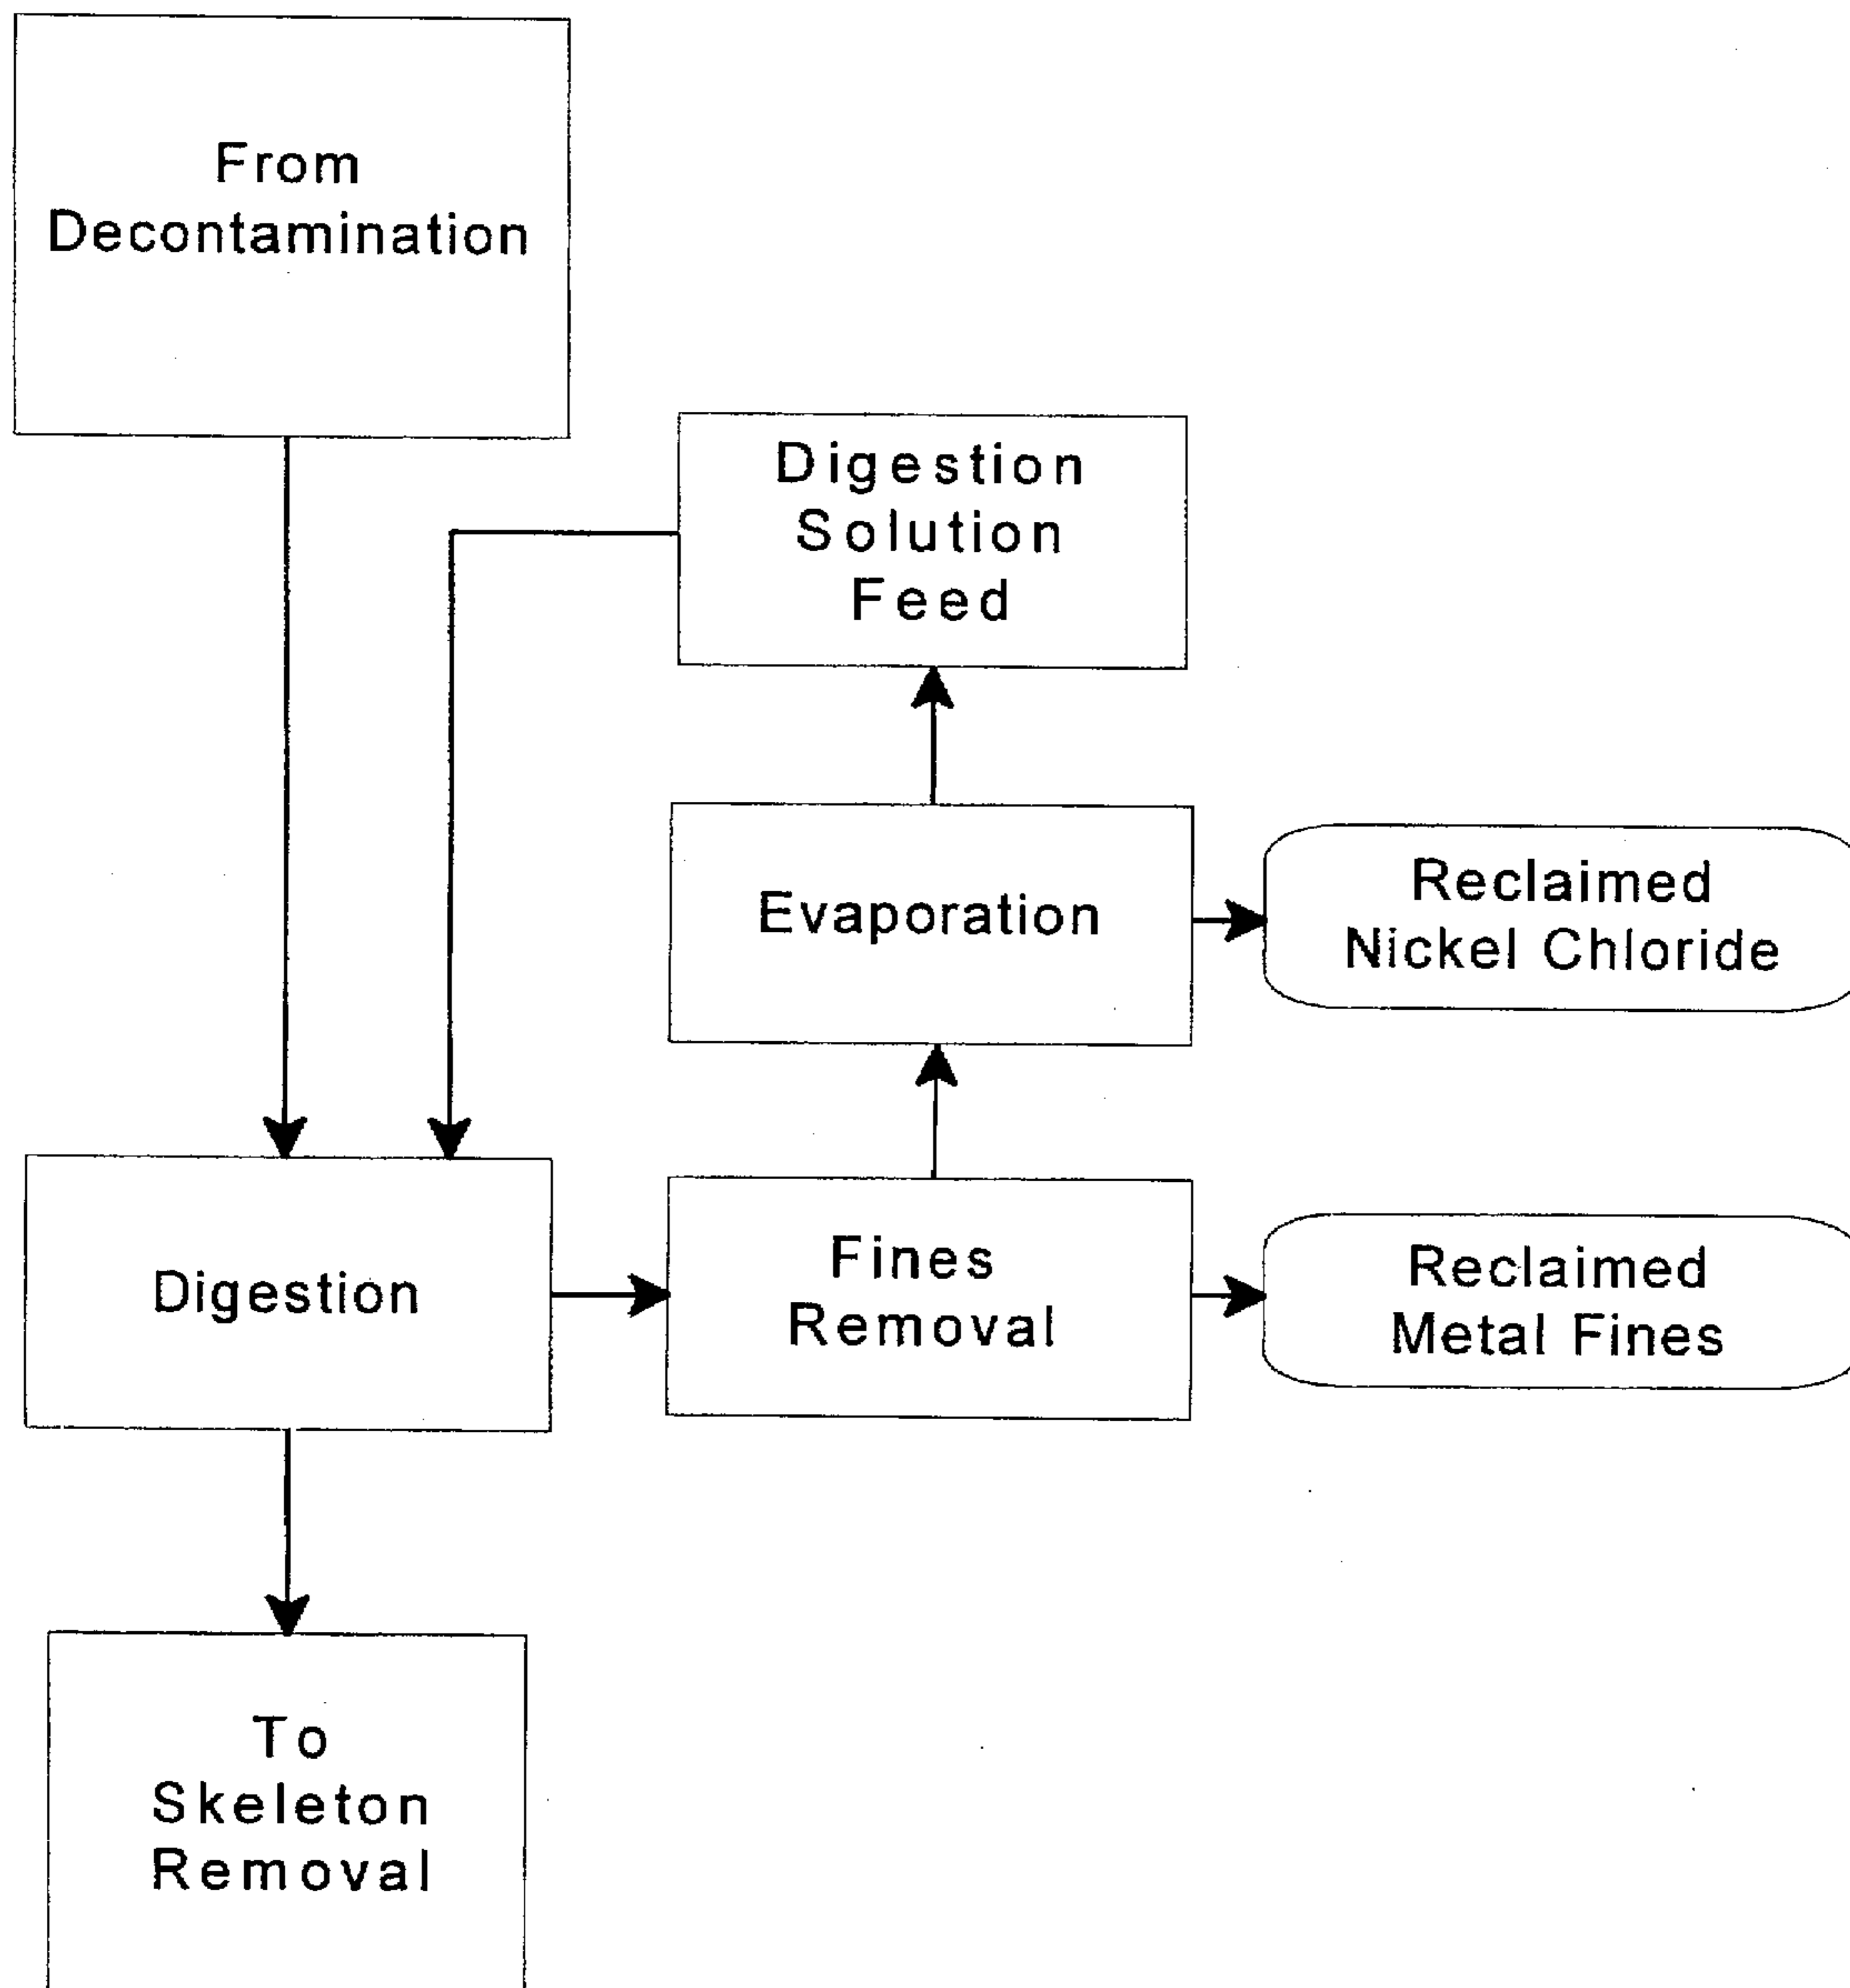 From
Decontamination
Digestion
Solution
Feed
Evaporation
Reclaimed
Nickel Chloride
Digestion
Fines
Removal
Reclaimed
Metal Fines
To
Skeleton
Removal